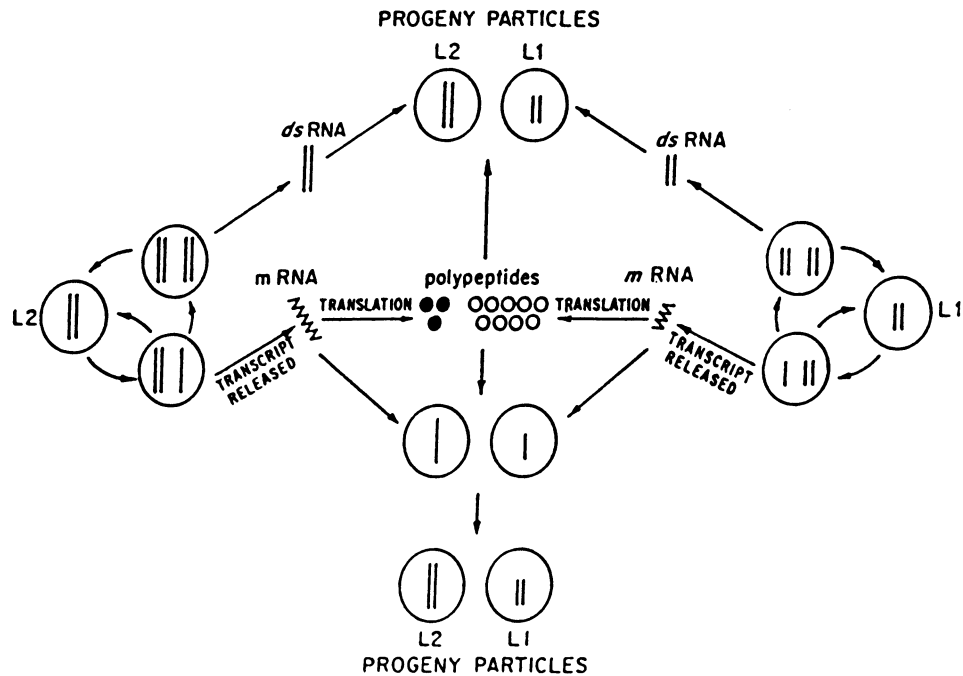 PROGENY PARTICLES
L2 L1
ds RNA
ds RNA
m RNA
polypeptides
m RNA
TRANSLATION
TRANSLATION
L2
L1
TRANSCRIPT
RELEASED
TRANSCRIPT
RELEASED
L2 L1
PROGENY PARTICLES